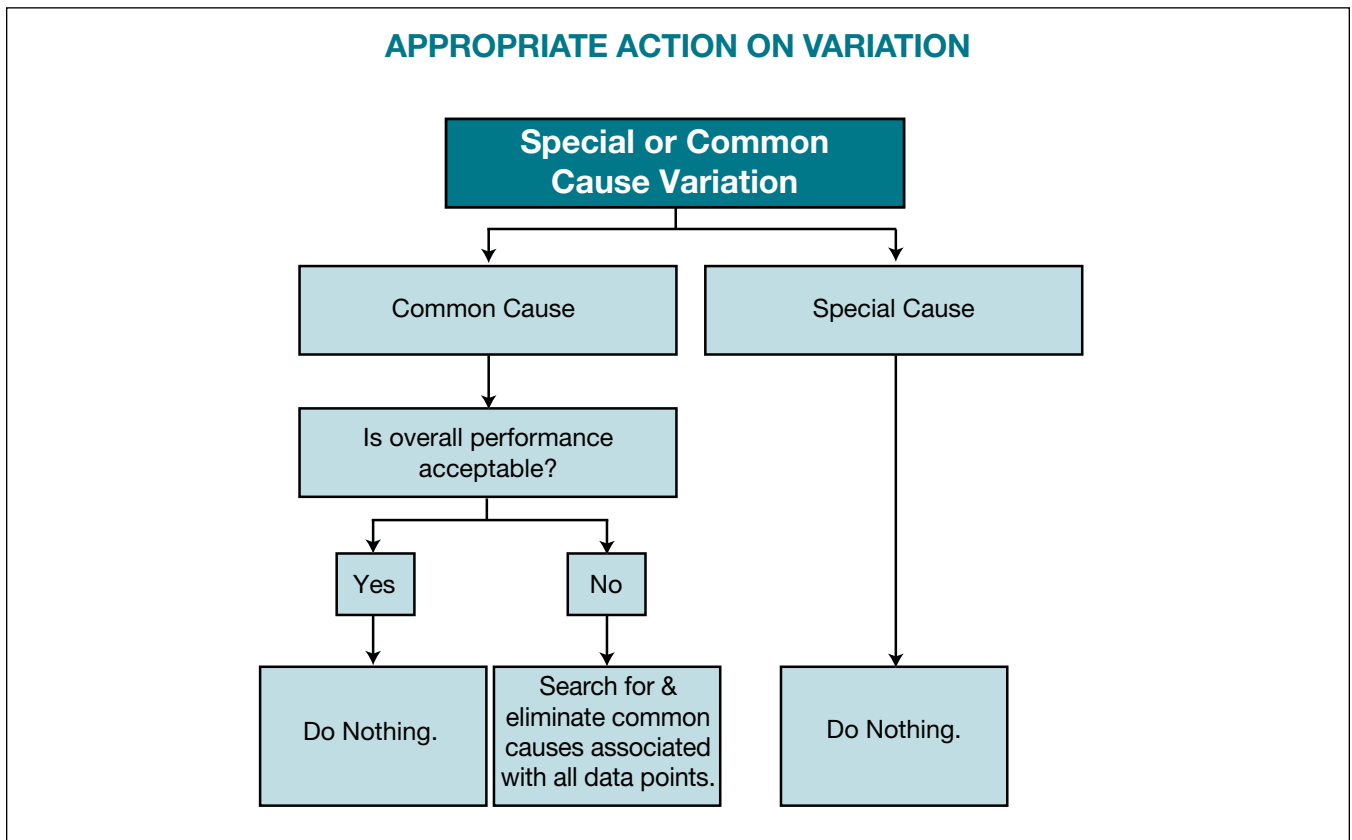 APPROPRIATE ACTION ON VARIATION
Special or Common
Cause Variation
Common Cause
Special Cause
Is overall performance
acceptable?
Yes
No
Do Nothing.
Search for &
eliminate common
causes associated
with all data points.
Do Nothing.